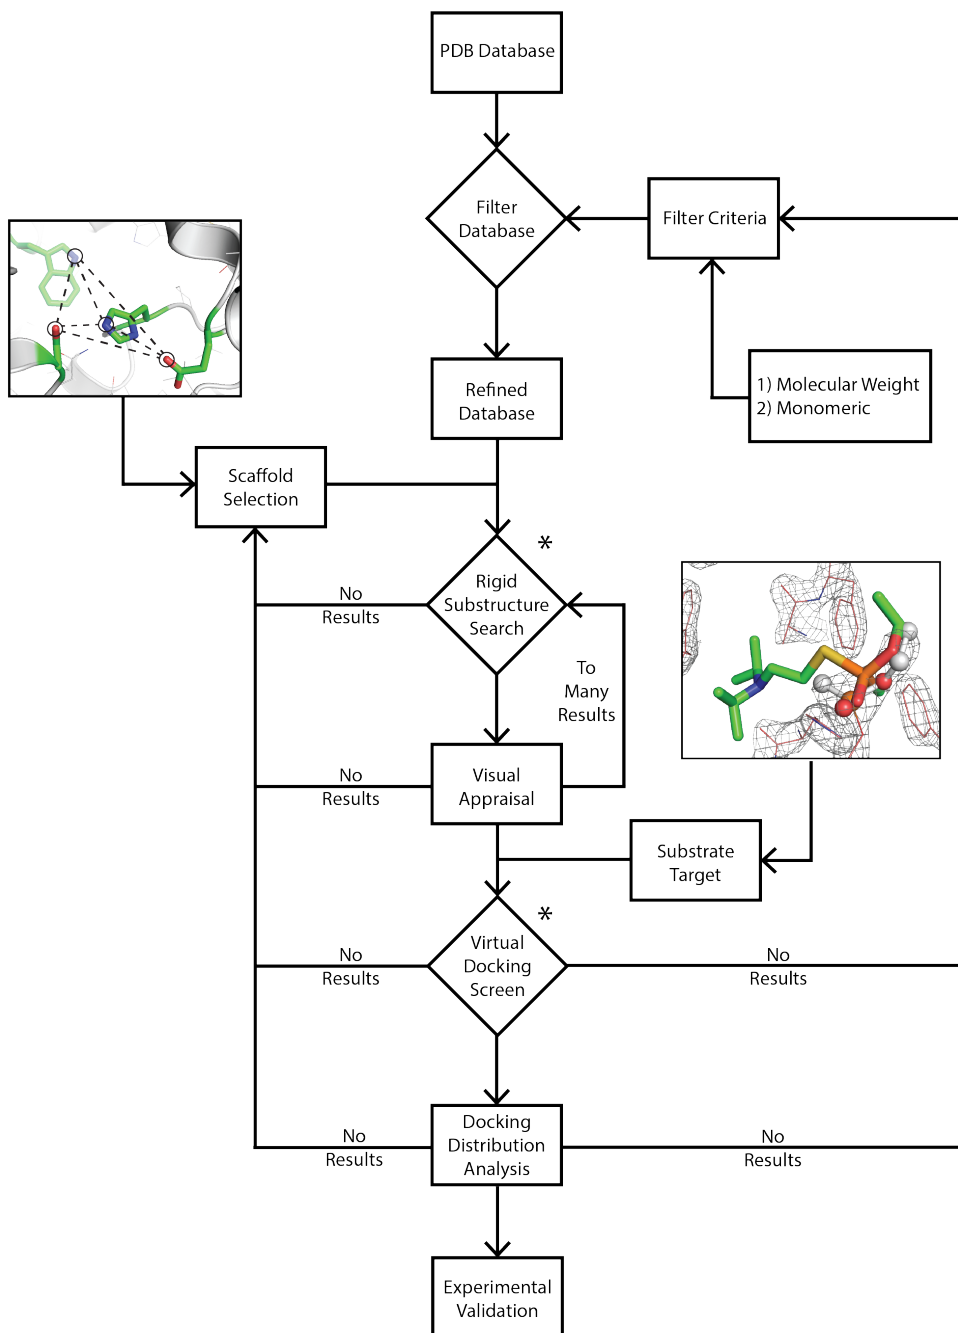 PDB Database
Filter
Database
Filter Criteria
1) Molecular Weight
2) Monomeric
Refined
Database
Scaffold
Selection
*
Rigid
Substructure
Search
No
Results
To
Many
Results
Visual
Appraisal
No
Results
Substrate
Target
*
Virtual
Docking
Screen
No
Results
No
Results
Docking
Distribution
Analysis
No
Results
No
Results
Experimental
Validation